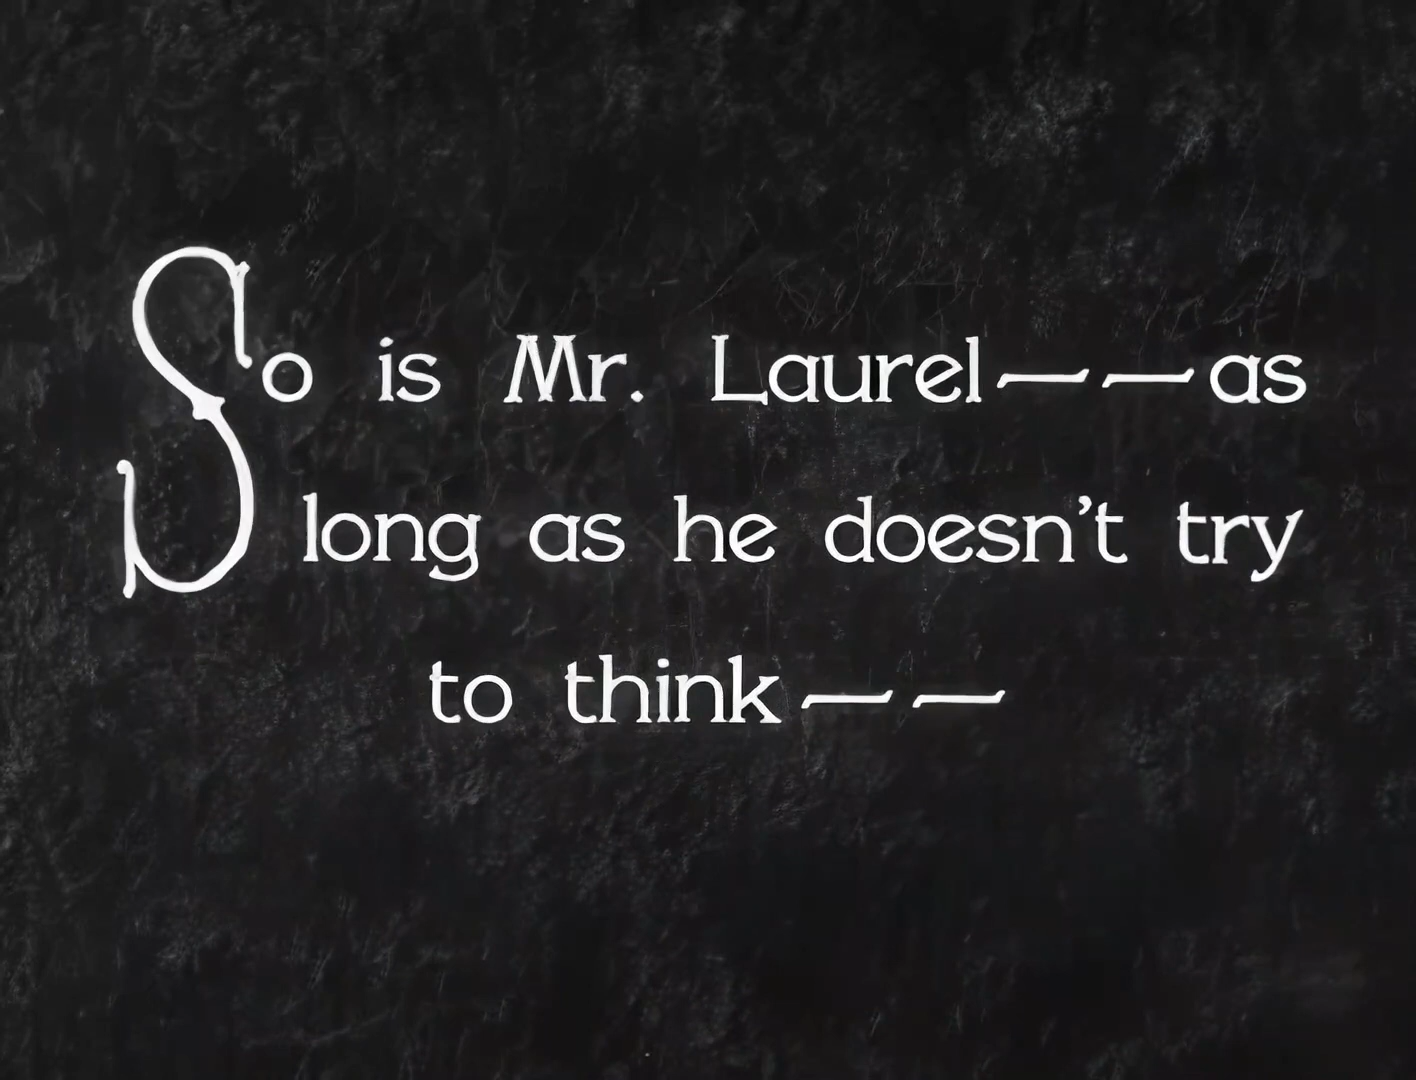 So is Mr. Laurel——as
long as he doesn't try
to think——